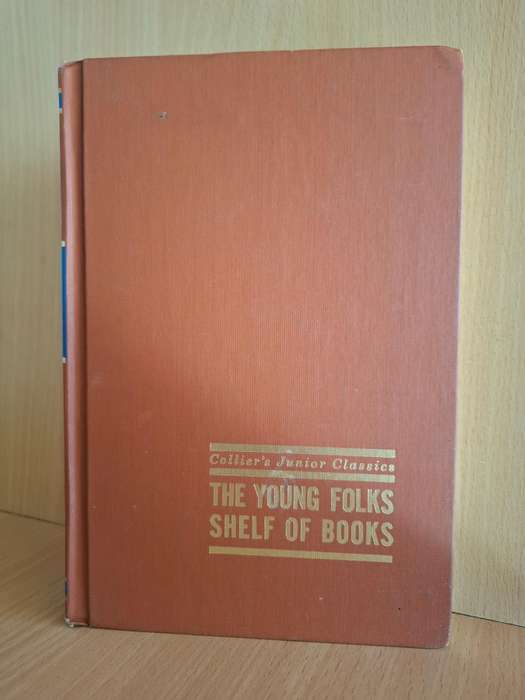 Collier's Junior Classics
THE YOUNG FOLKS
SHELF OF BOOKS